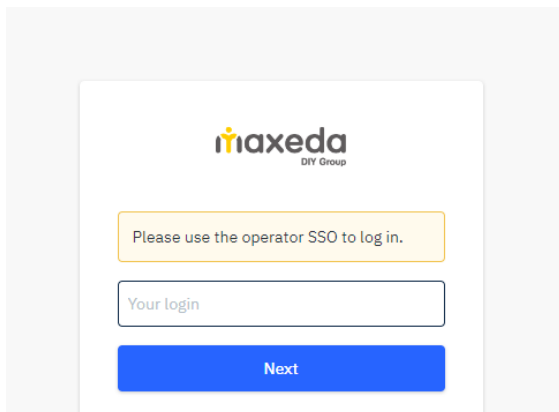 maxeda
DIY Group
Please use the operator SSO to log in.
Your login
Next